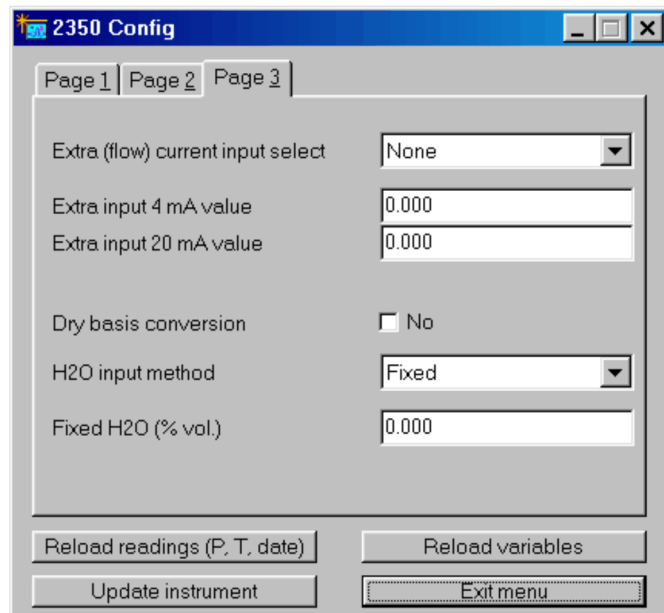 2350 Config
Page 1 Page 2 Page 3
Extra (flow) current input select None
Extra input 4 mA value 0.000
Extra input 20 mA value 0.000
Dry basis conversion No
H2O input method Fixed
Fixed H2O (% vol.) 0.000
Reload readings (P, T, date) Reload variables
Update instrument Exit menu